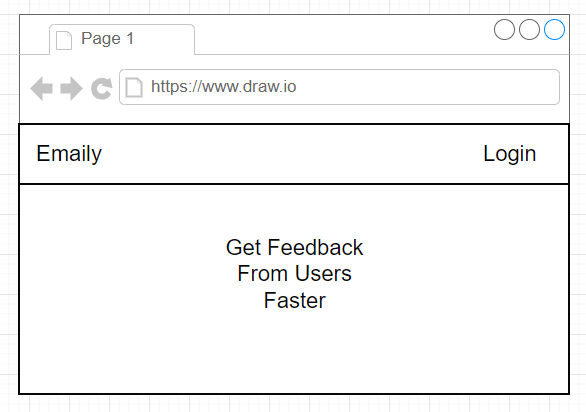 Page 1
https://www.draw.io
Emaily
Login
Get Feedback
From Users
Faster